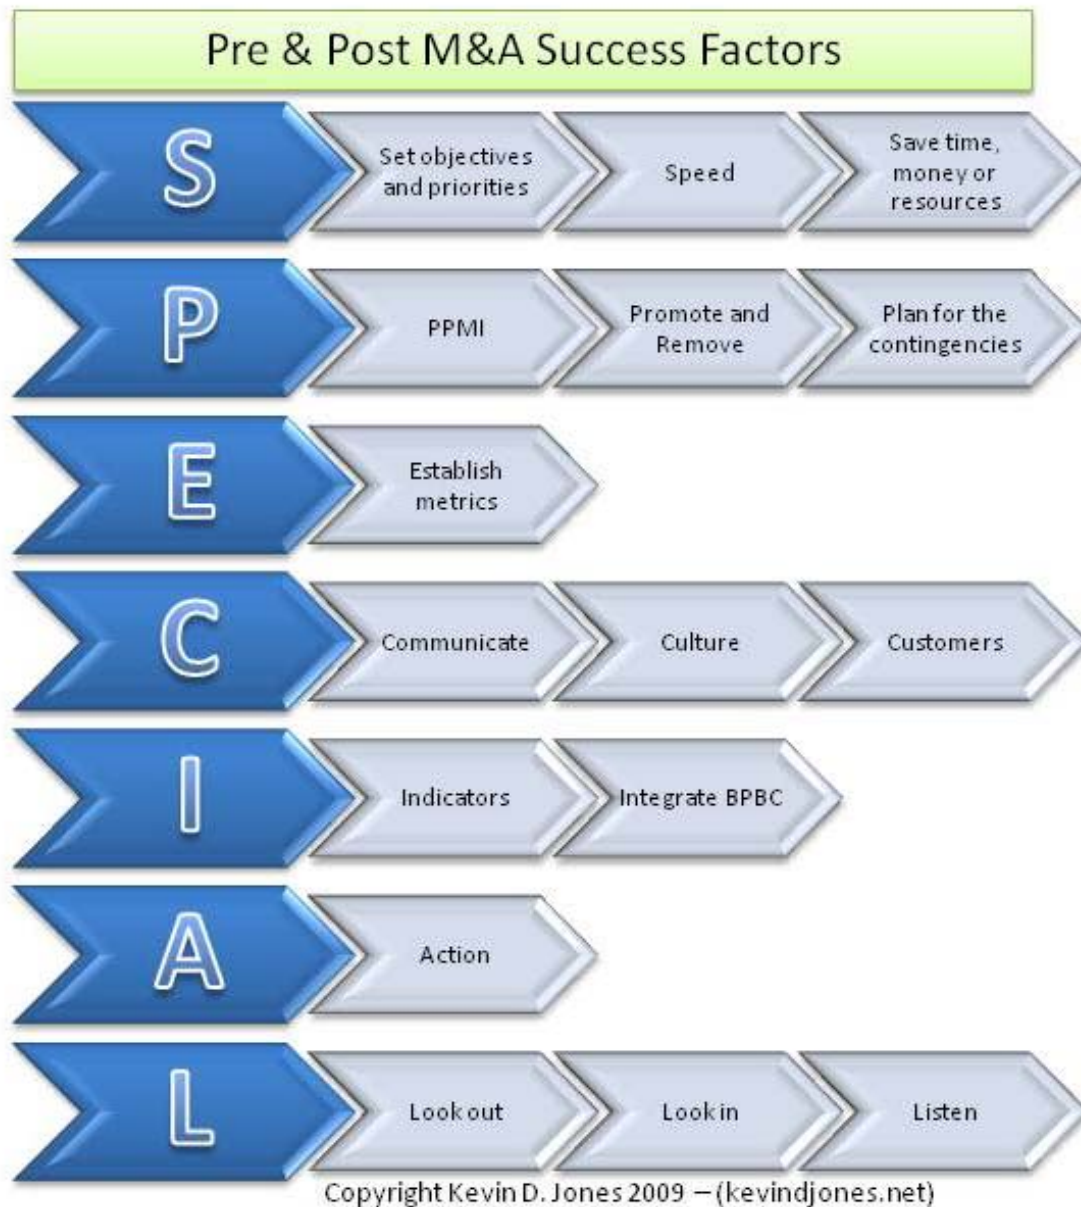 Pre & Post M&A Success Factors
S
Set objectives
and priorities
Speed
Save time,
money or
resources
P
PPMI
Promote and
Remove
Plan for the
contingencies
E
Establish
metrics
C
Communicate
Culture
Customers
I
Indicators
Integrate BPBC
A
Action
L
Look out
Look in
Listen
Copyright Kevin D. Jones 2009 – (kevindjones.net)